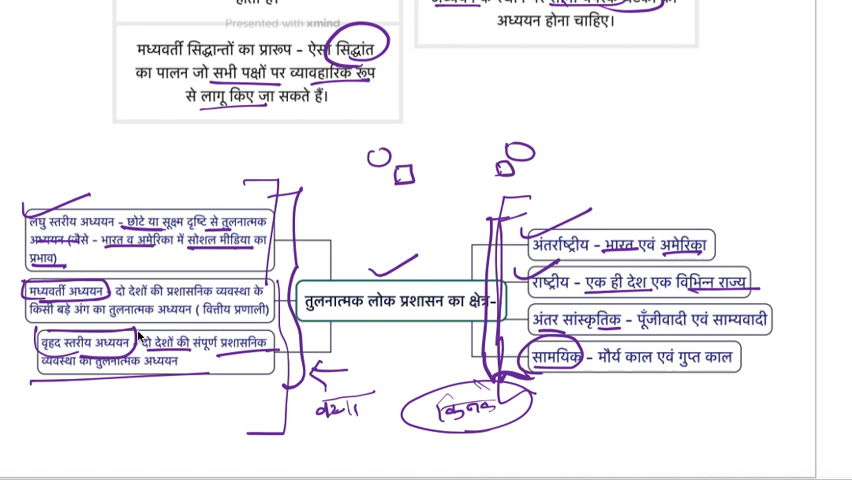 होता है।
Presented with xmind
अध्ययन होना चाहिए।
मध्यवर्ती सिद्धान्तों का प्रारूप – ऐसा सिद्धांत
का पालन जो सभी पक्षों पर व्यावहारिक रूप
से लागू किए जा सकते हैं।
लघु स्तरीय अध्ययन – छोटे या सूक्ष्म दृष्टि से तुलनात्मक
अध्ययन (जैसे - भारत व अमेरिका में सोशल मीडिया का
प्रभाव)
मध्यवर्ती अध्ययन दो देशों की प्रशासनिक व्यवस्था के
किसी बड़े अंग का तुलनात्मक अध्ययन ( वित्तीय प्रणाली)
वृहद स्तरीय अध्ययन दो देशों की संपूर्ण प्रशासनिक
व्यवस्था का तुलनात्मक अध्ययन
तुलनात्मक लोक प्रशासन का क्षेत्र-
अंतर्राष्ट्रीय – भारत एवं अमेरिका
राष्ट्रीय – एक ही देश एक विभिन्न राज्य
अंतर सांस्कृतिक – पूँजीवादी एवं साम्यवादी
सामयिक – मौर्य काल एवं गुप्त काल